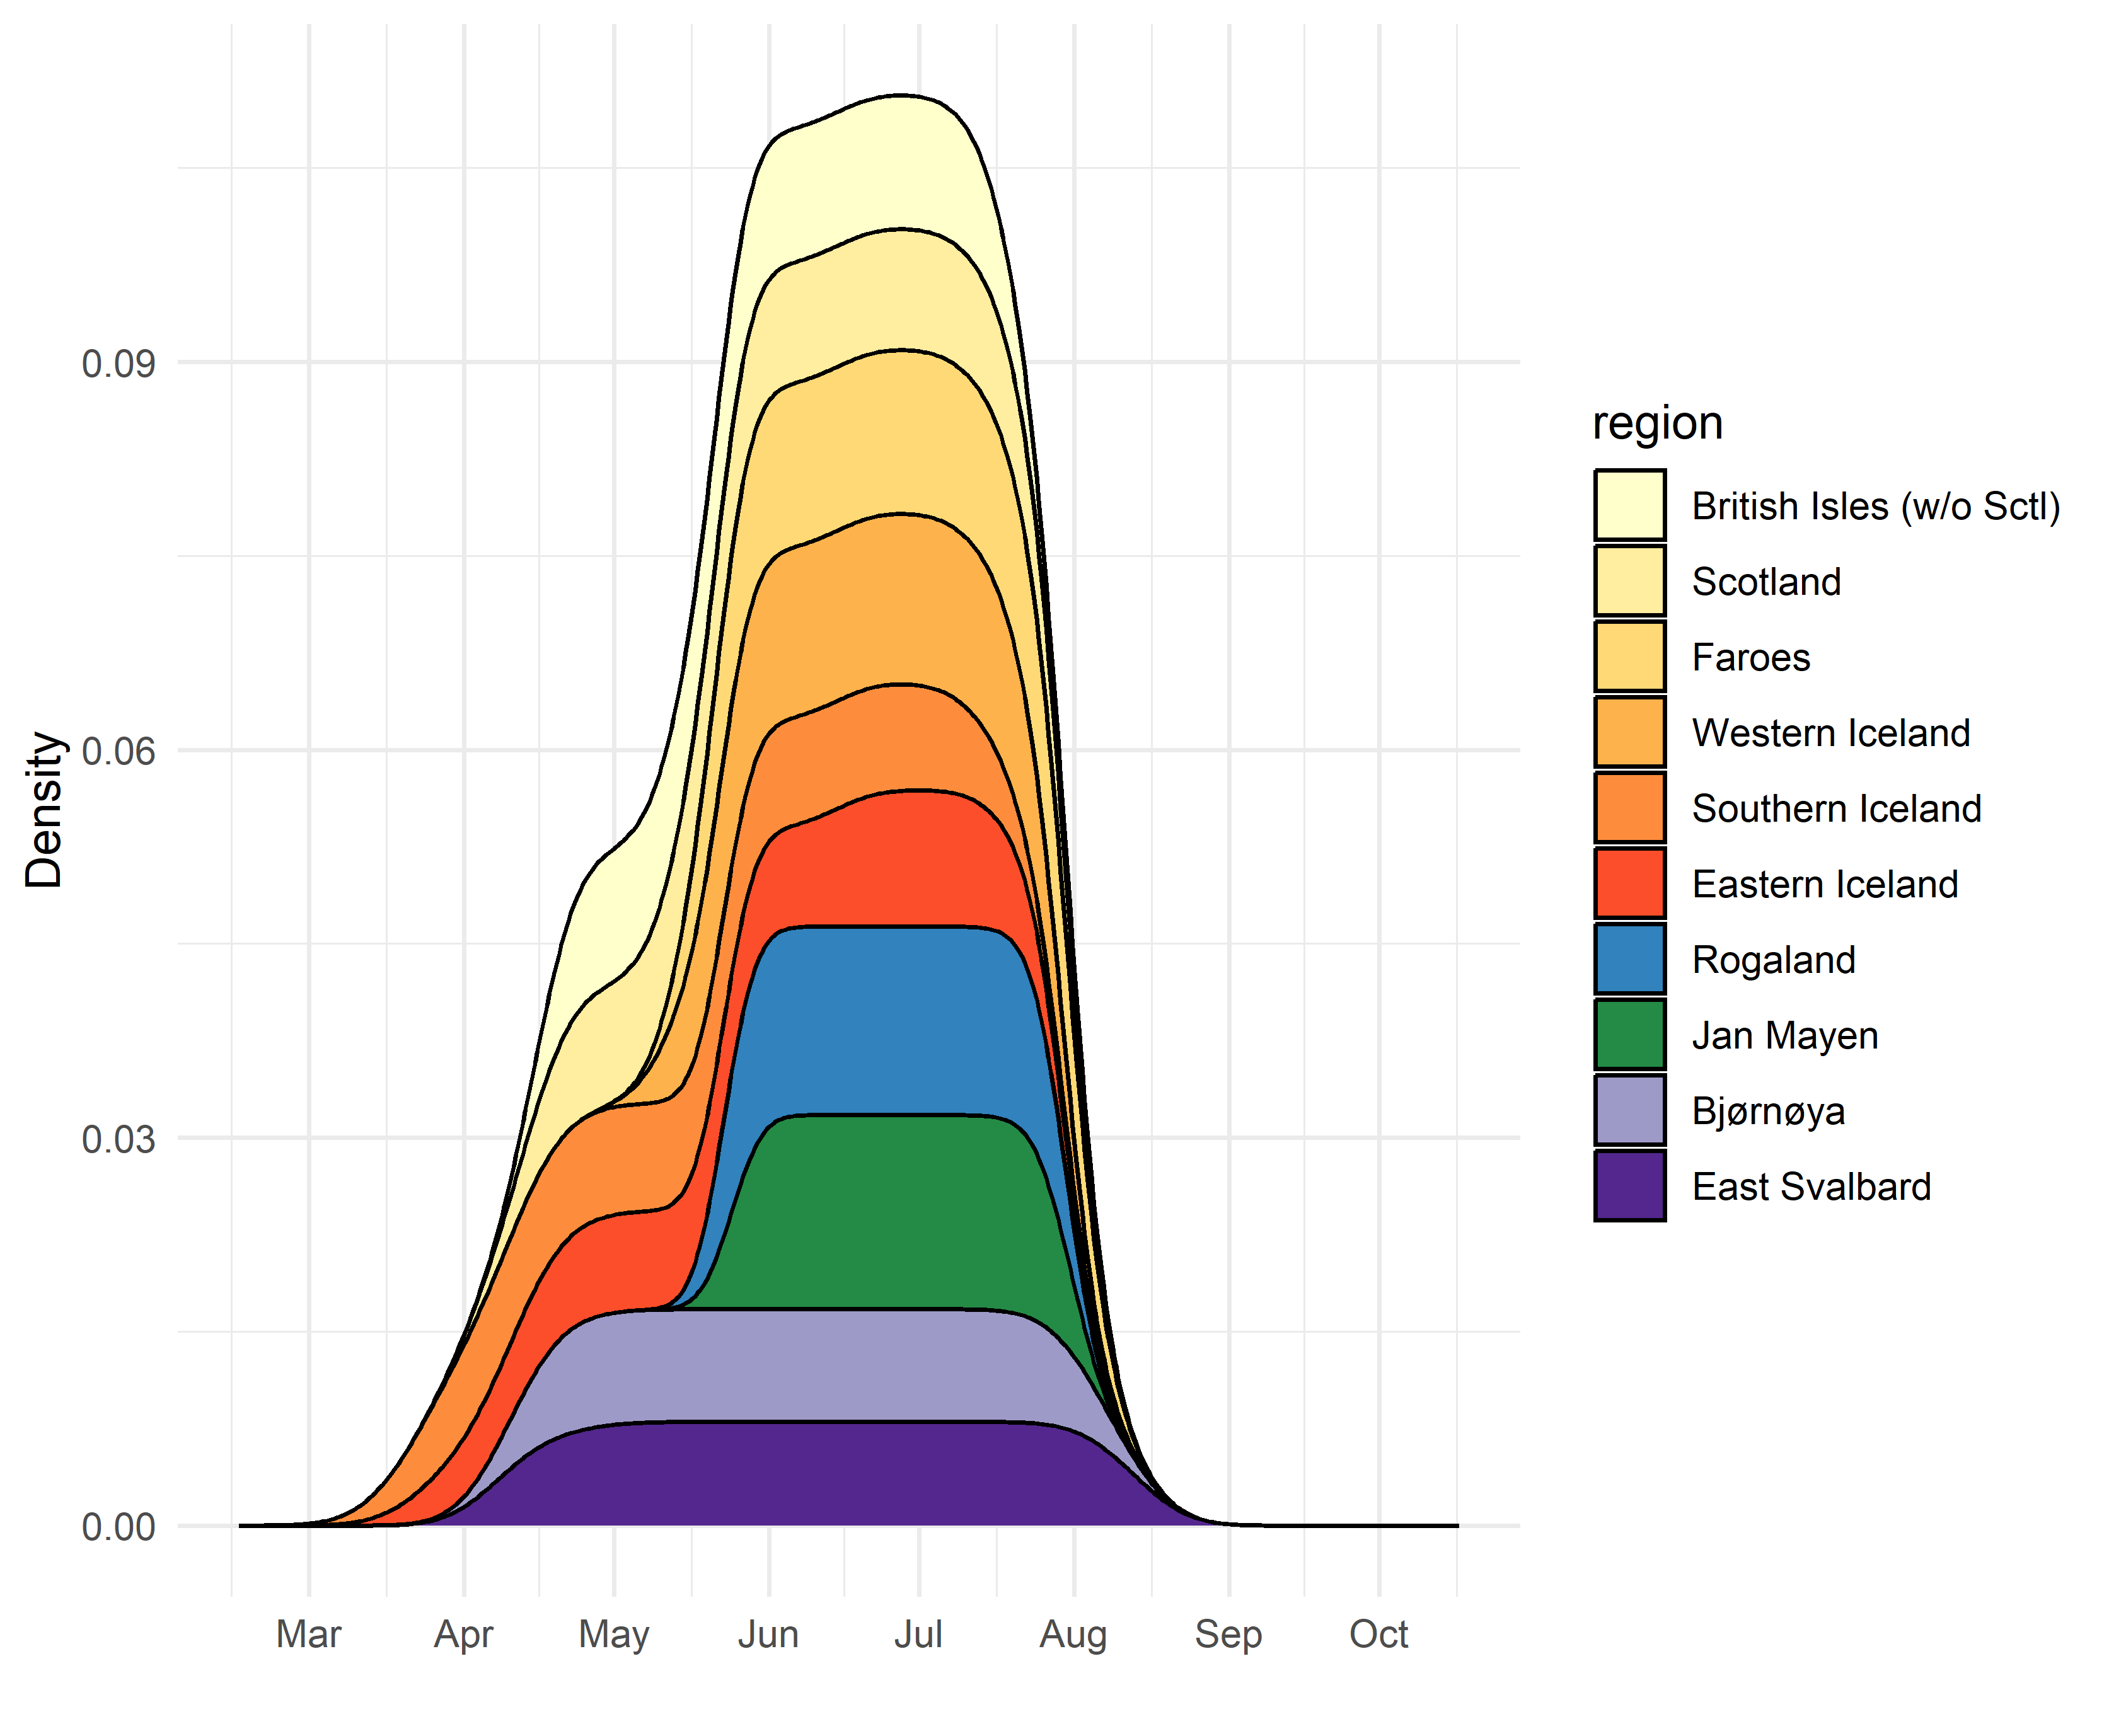 0.09
0.06
0.03
0.00
Density
Mar Apr May Jun Jul Aug Sep Oct
region
British Isles (w/o Sctl)
Scotland
Faroes
Western Iceland
Southern Iceland
Eastern Iceland
Rogaland
Jan Mayen
Bjørnøya
East Svalbard